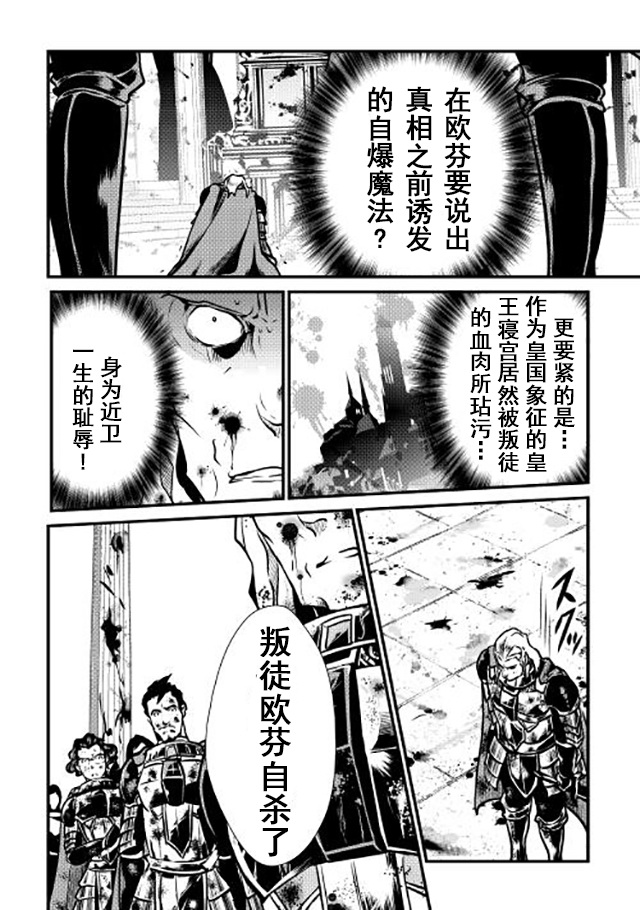 在欧芬要说出
真相之前诱发
的自爆魔法？
更要紧的是…
作为皇国象征的皇
王寝宫居然被叛徒
的血肉所玷污…
身为近卫
一生的耻辱！
スクッ
叛徒欧芬自杀了